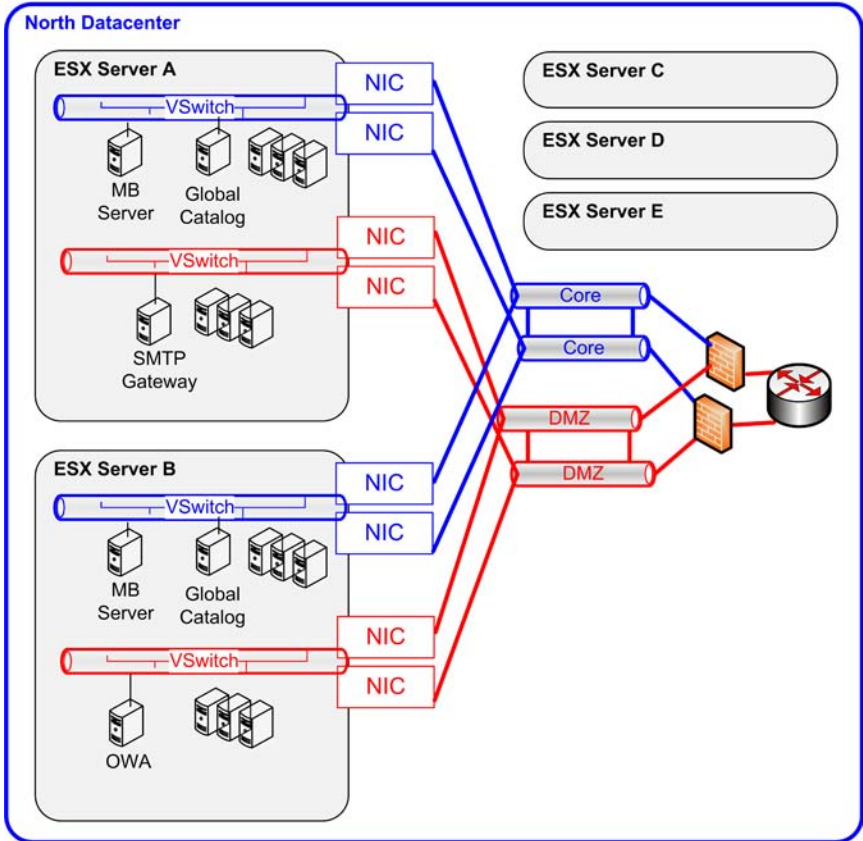 North Datacenter
ESX Server A
NIC
VSwitch
NIC
MB
Server
Global
Catalog
NIC
VSwitch
NIC
SMTP
Gateway
ESX Server B
NIC
VSwitch
NIC
MB
Server
Global
Catalog
NIC
VSwitch
NIC
OWA
ESX Server C
ESX Server D
ESX Server E
Core
Core
DMZ
DMZ